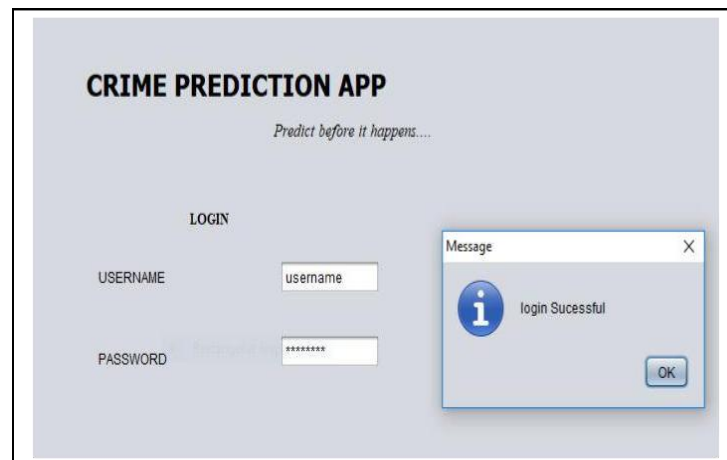 CRIME PREDICTION APP
Predict before it happens....
LOGIN
USERNAME
username
PASSWORD
********
Message
X
login Sucessful
OK